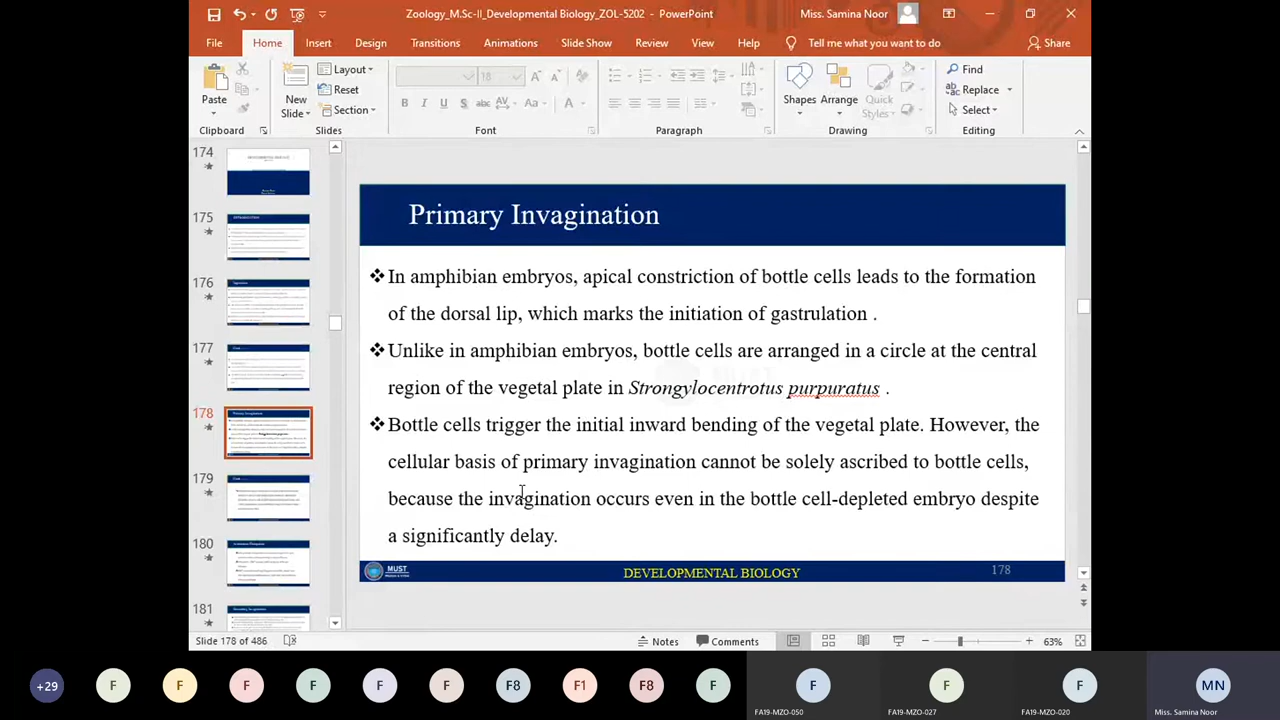 Zoology_M.Sc-II_Developmental Biology_ZOL-5202 - PowerPoint
Miss. Samina Noor
File Home Insert Design Transitions Animations Slide Show Review View Help Tell me what you want to do Share
Paste
Clipboard
New
Slide
Layout
Reset
Section
Slides
18
Font
Paragraph
Shapes
Arrange
Quick
Styles
Drawing
Find
Replace
Select
Editing
174
175
176
177
178
179
180
181
Primary Invagination
❖In amphibian embryos, apical constriction of bottle cells leads to the formation
of the dorsal lip, which marks the initiation of gastrulation .
❖Unlike in amphibian embryos, bottle cells are arranged in a circle at the central
region of the vegetal plate in Strongylocentrotus purpuratus .
❖Bottle cells trigger the initial inward bending of the vegetal plate. However, the
cellular basis of primary invagination cannot be solely ascribed to bottle cells,
because the invagination occurs even in the bottle cell-depleted embryo despite
a significantly delay.
MUST
DEVELOPMENTAL BIOLOGY
178
Slide 178 of 486
Notes
Comments
63%
+29 F F F F F F F8 F1 F8 F F F F MN
FA19-MZO-050 FA19-MZO-027 FA19-MZO-020 Miss. Samina Noor